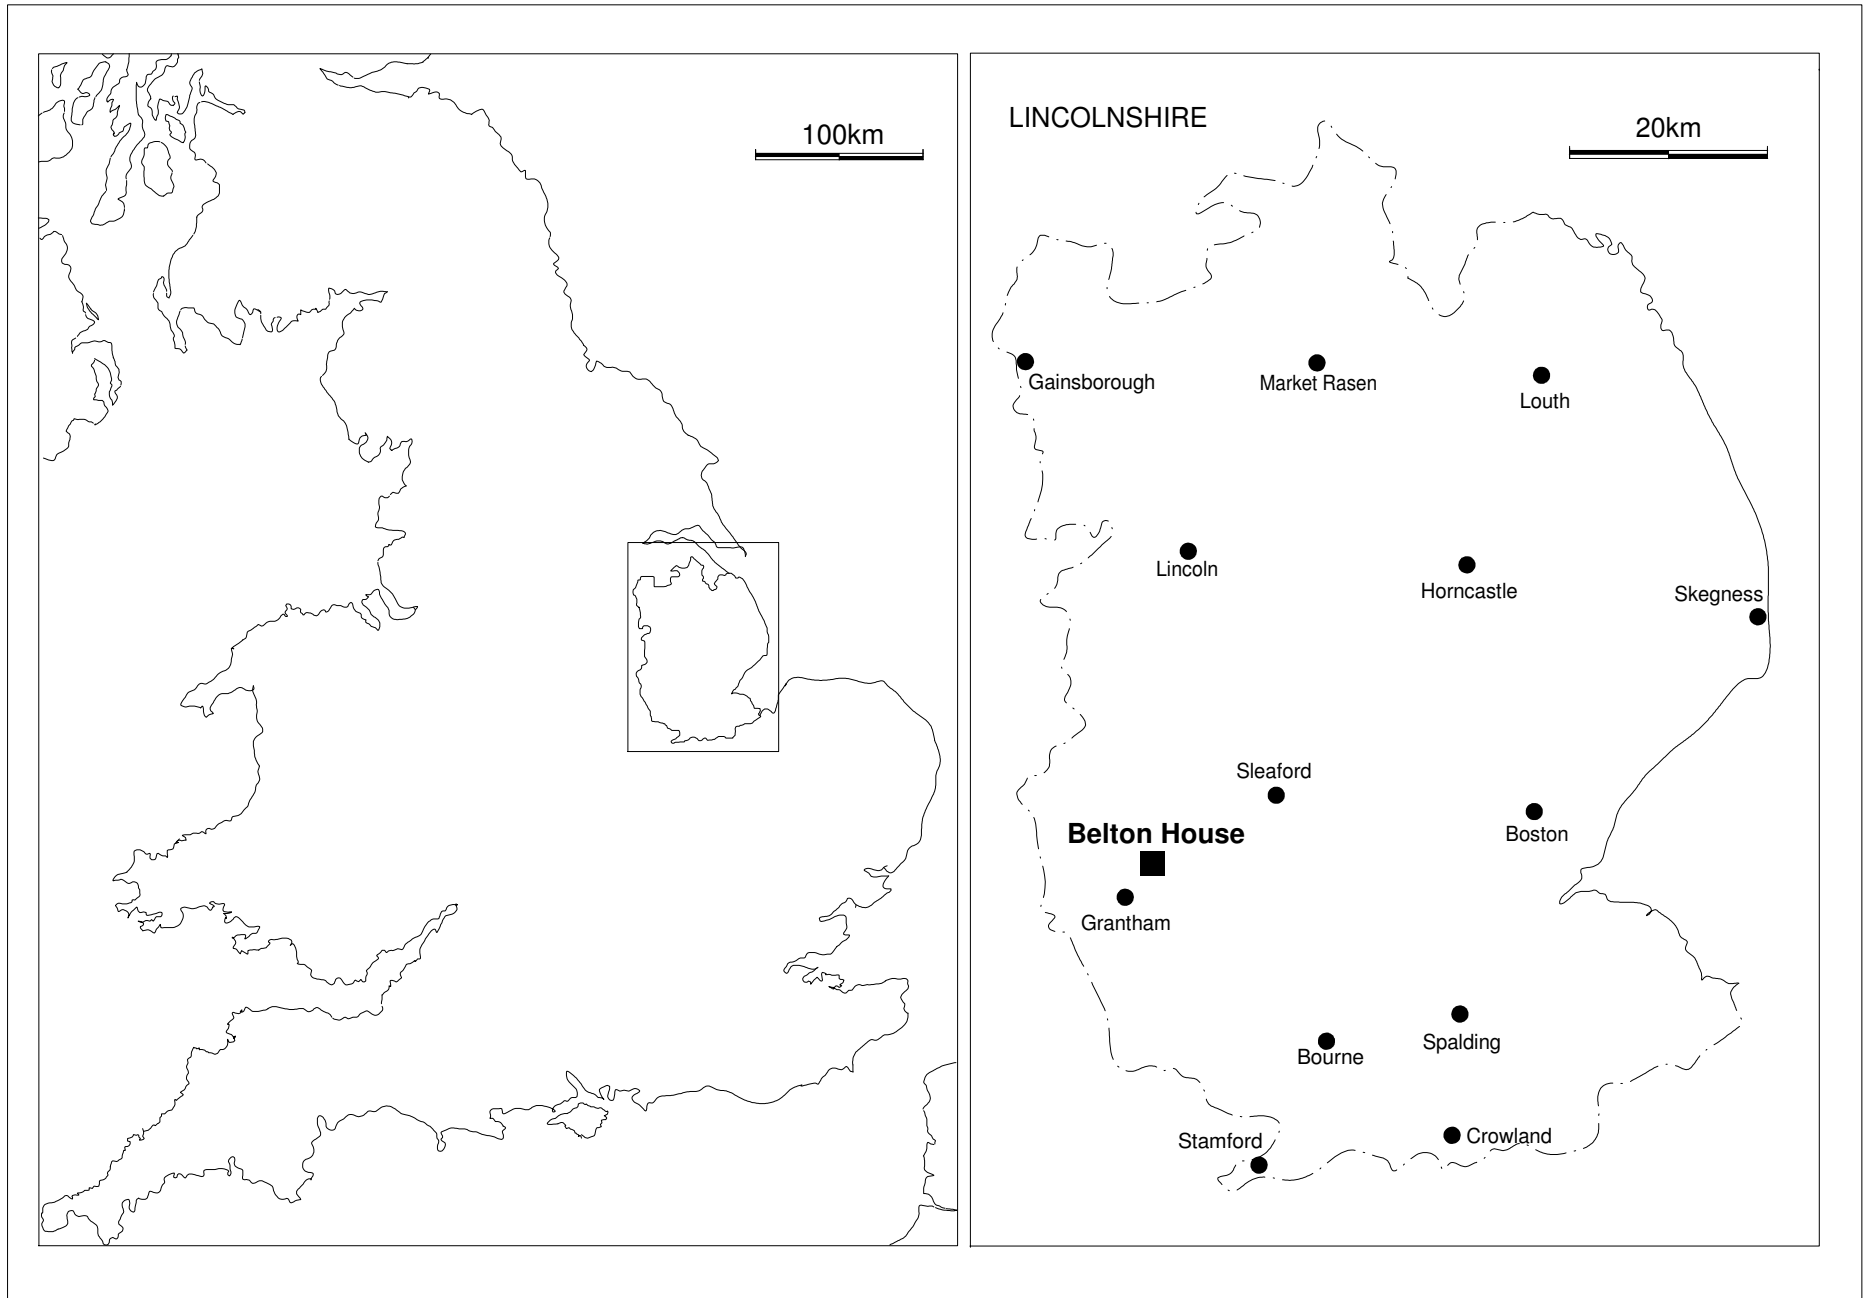 100km
LINCOLNSHIRE
20km
Gainsborough
Market Rasen
Louth
Lincoln
Horncastle
Skegness
Sleaford
Belton House
Boston
Grantham
Spalding
Bourne
Stamford
Crowland